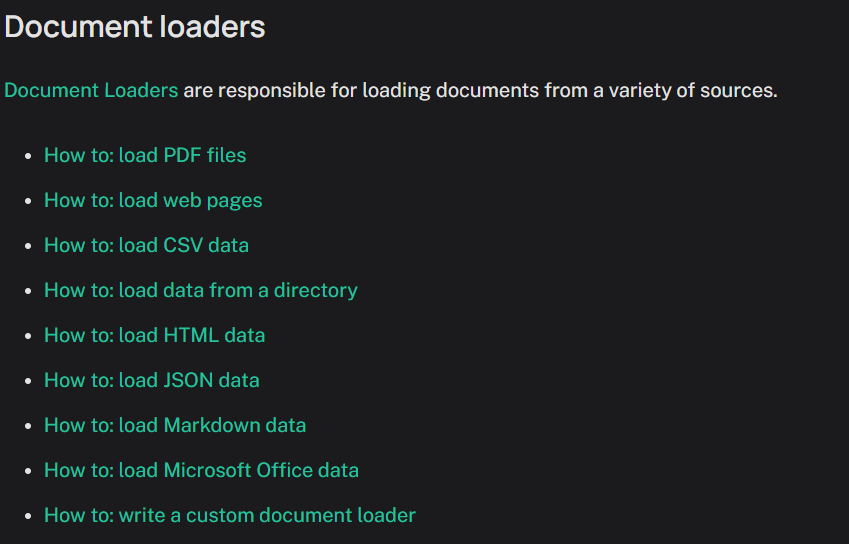 Document loaders
Document Loaders are responsible for loading documents from a variety of sources.
• How to: load PDF files
• How to: load web pages
• How to: load CSV data
• How to: load data from a directory
• How to: load HTML data
• How to: load JSON data
• How to: load Markdown data
• How to: load Microsoft Office data
• How to: write a custom document loader